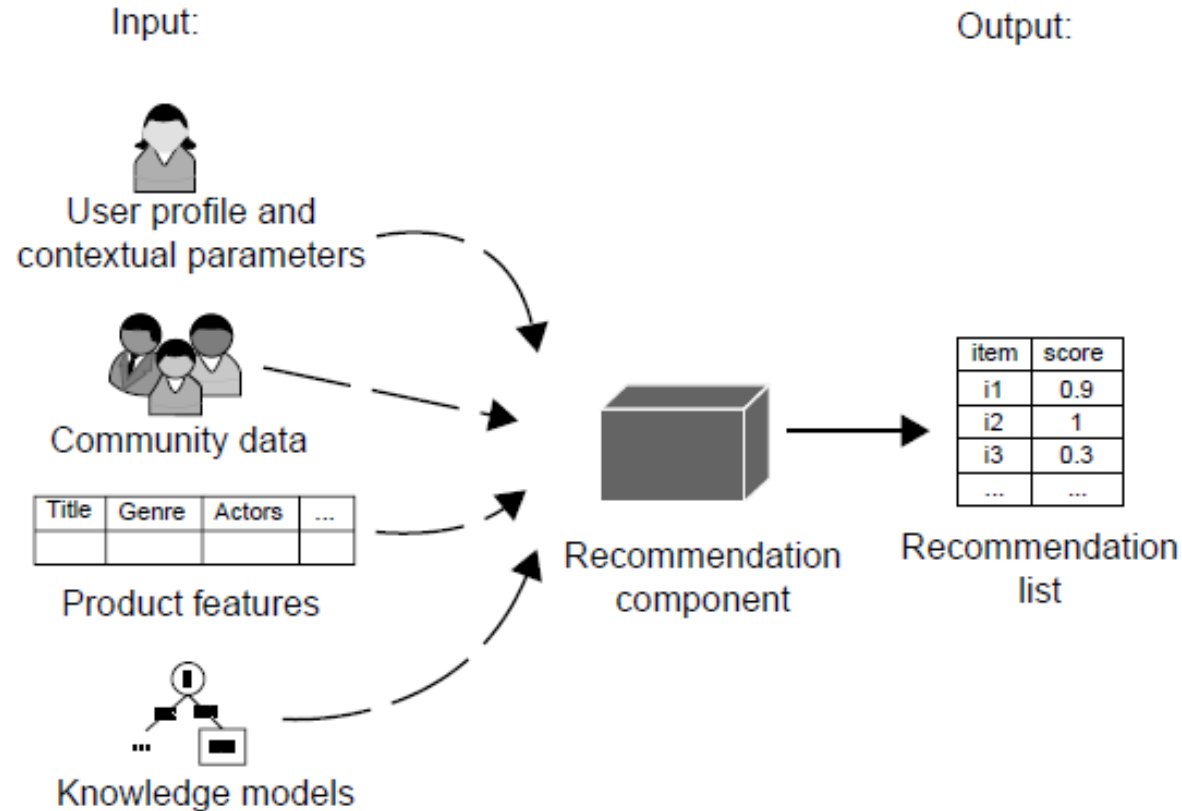 Input:
Output:
User profile and
contextual parameters
Community data
Title Genre Actors ...
Product features
Knowledge models
Recommendation
component
item score
i1 0.9
i2 1
i3 0.3
... ...
Recommendation
list
...